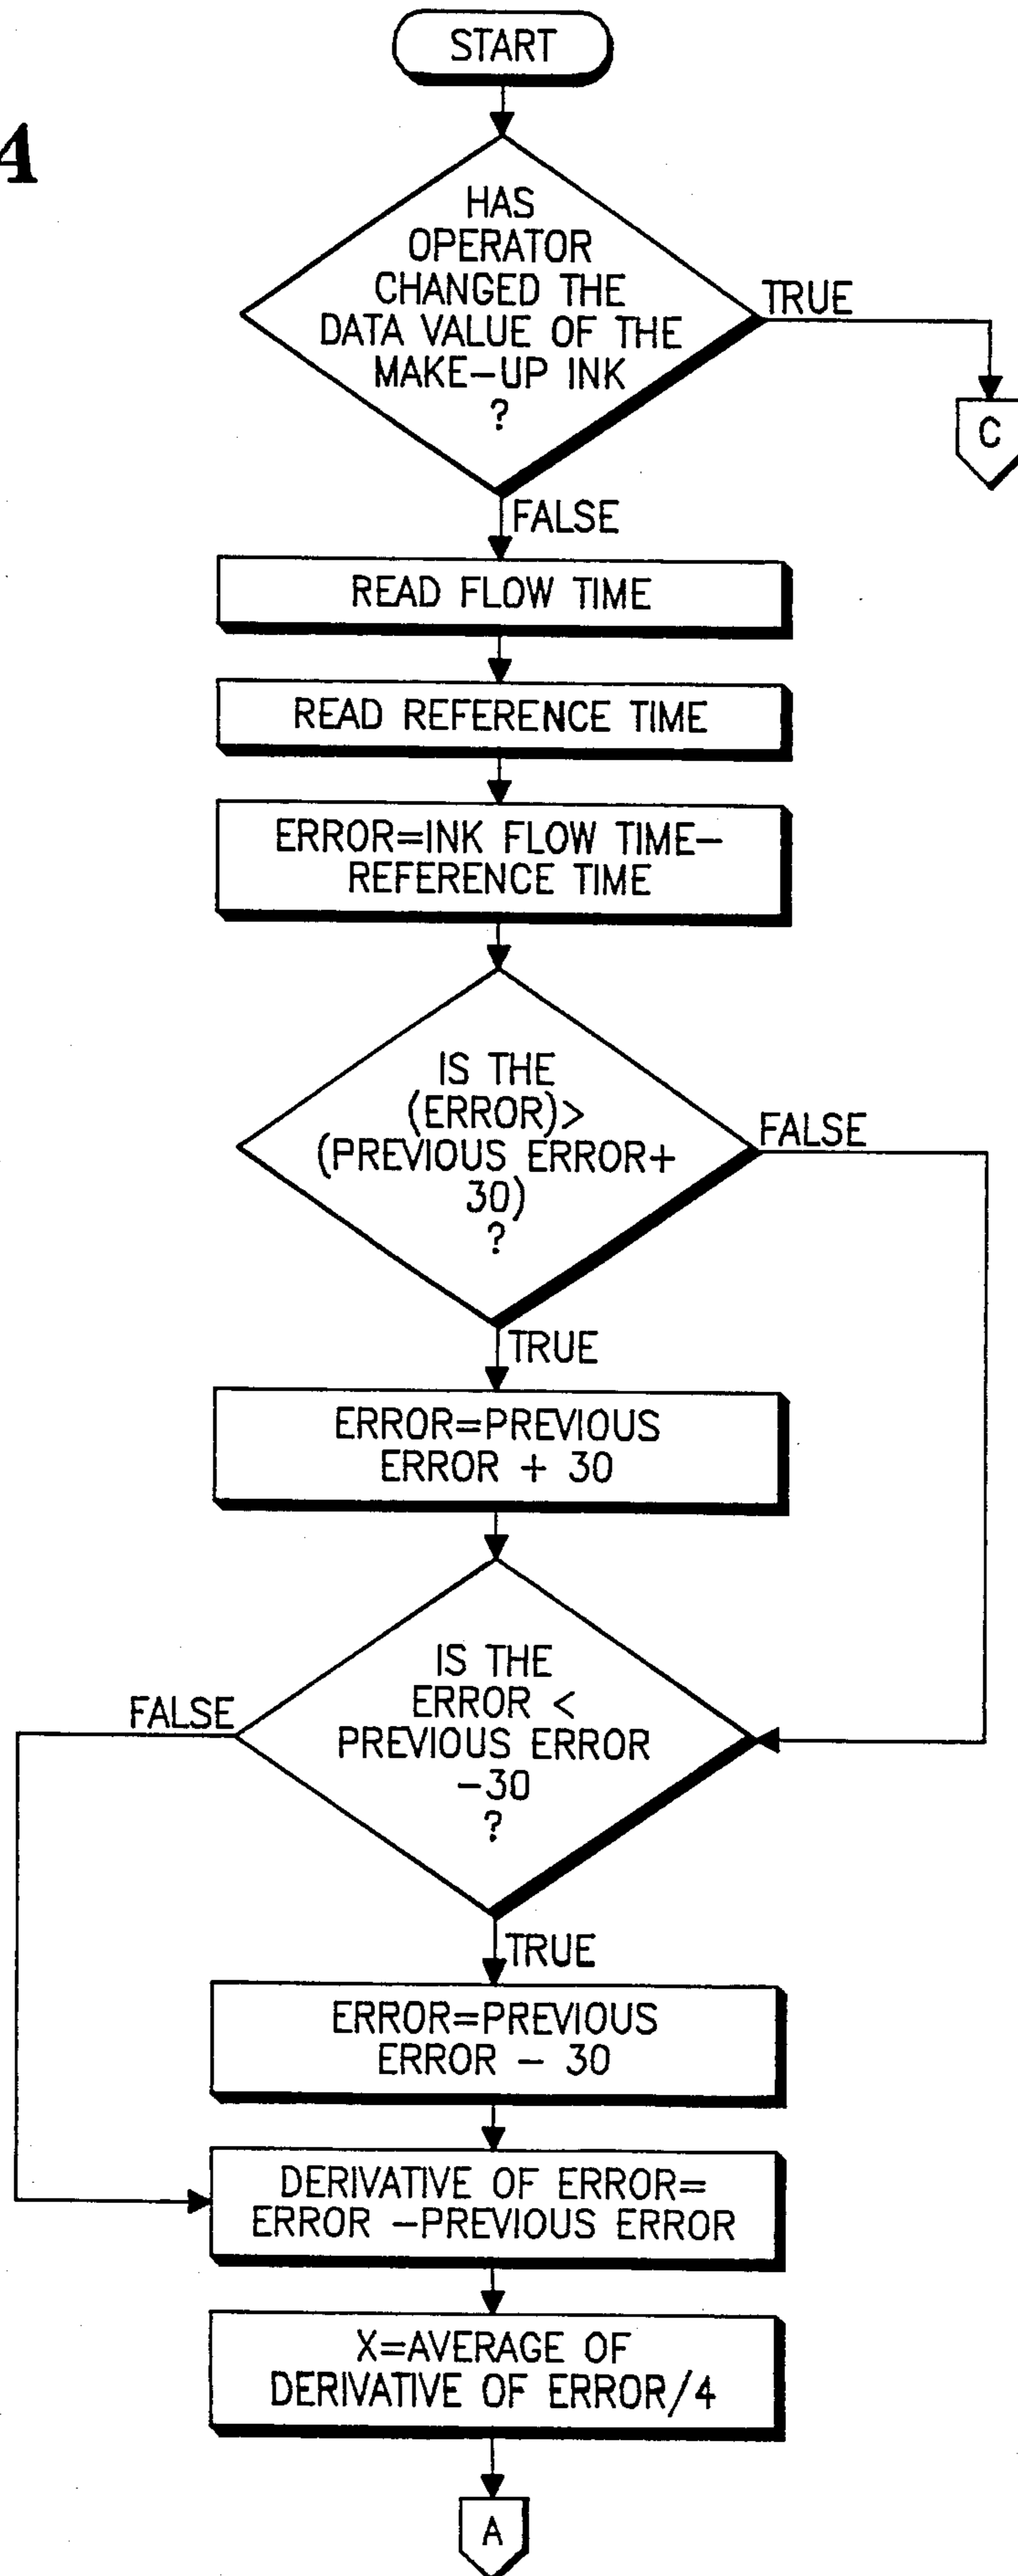 START
A
HAS
OPERATOR
CHANGED THE
DATA VALUE OF THE
MAKE-UP INK
?
TRUE
C
FALSE
READ FLOW TIME
READ REFERENCE TIME
ERROR=INK FLOW TIME-
REFERENCE TIME
IS THE
(ERROR)>
(PREVIOUS ERROR+
30)
?
FALSE
TRUE
ERROR=PREVIOUS
ERROR + 30
IS THE
ERROR <
PREVIOUS ERROR
-30
?
FALSE
TRUE
ERROR=PREVIOUS
ERROR - 30
DERIVATIVE OF ERROR=
ERROR -PREVIOUS ERROR
X=AVERAGE OF
DERIVATIVE OF ERROR/4
A